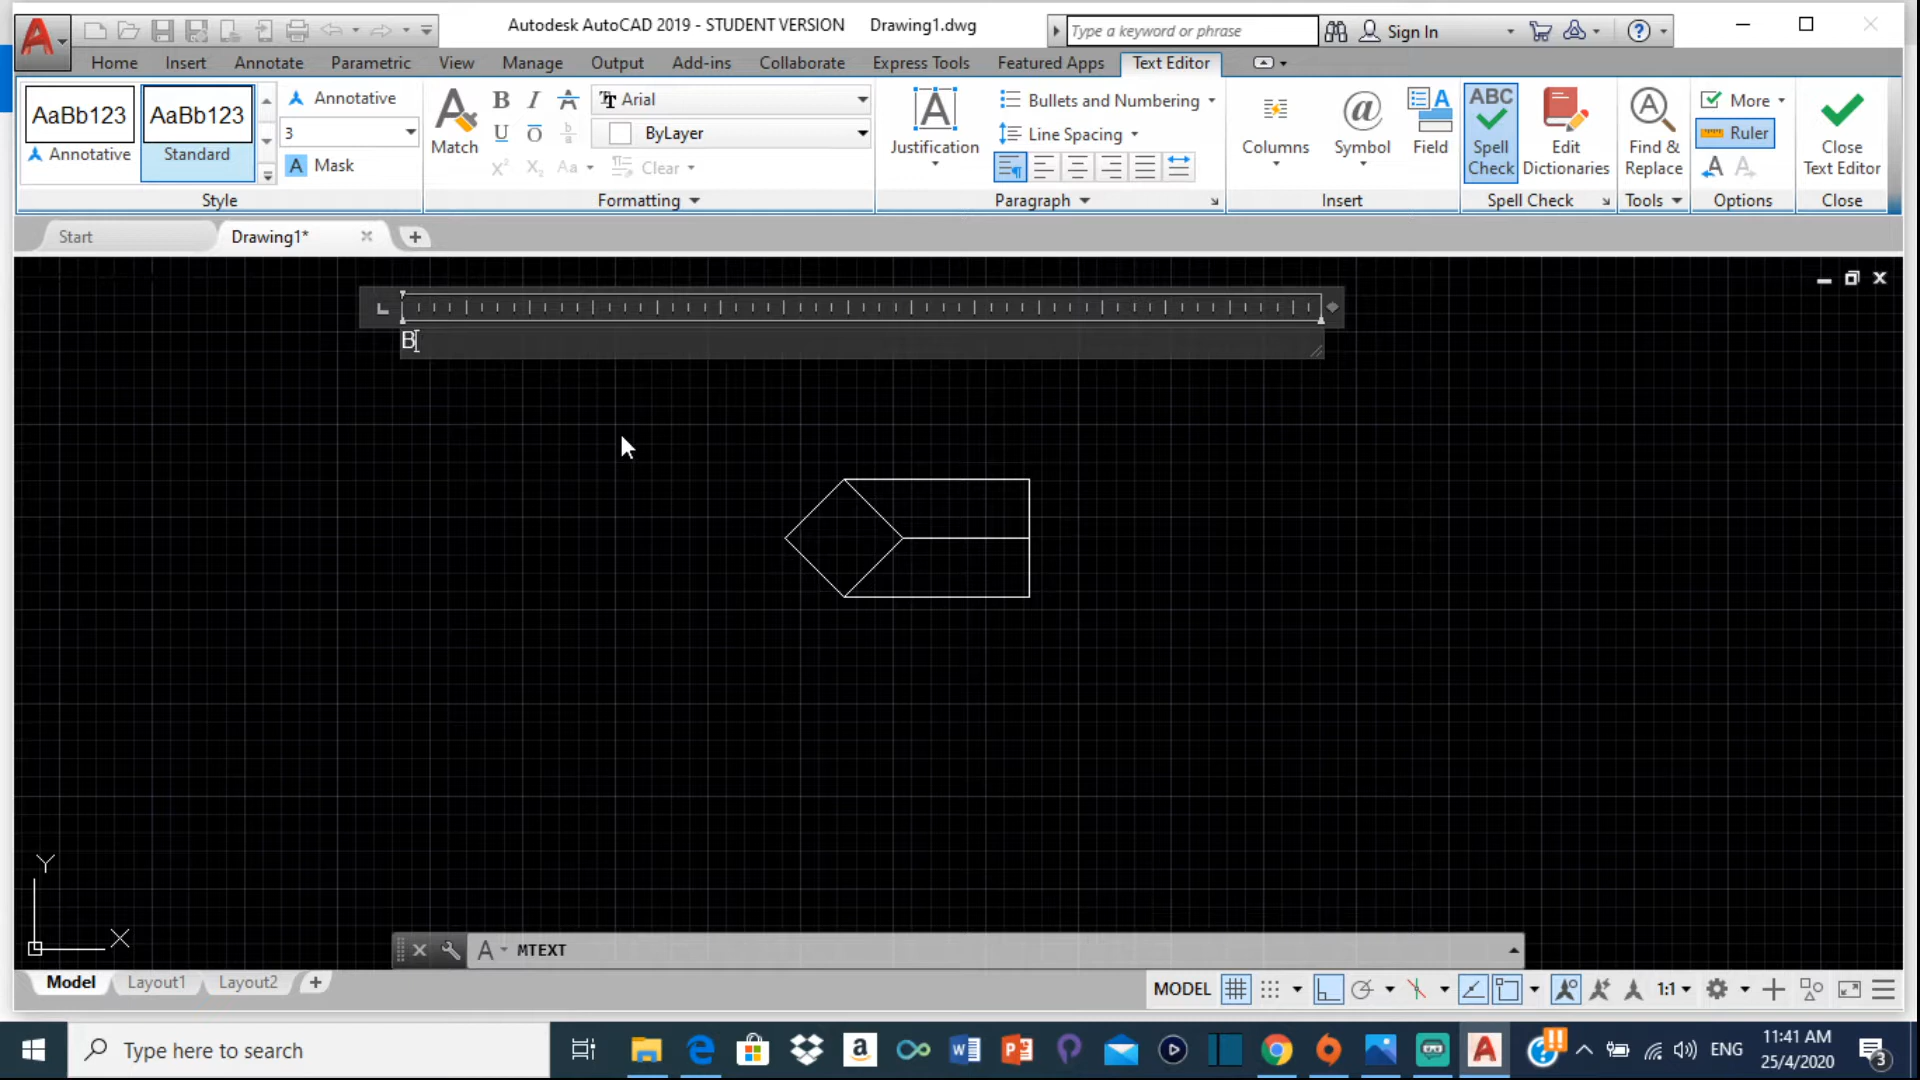 Autodesk AutoCAD 2019 - STUDENT VERSION Drawing1.dwg
Type a keyword or phrase
Sign In
Home Insert Annotate Parametric View Manage Output Add-ins Collaborate Express Tools Featured Apps Text Editor
AaBb123 AaBb123
Annotative Standard
Annotative
3
Mask
Style
Match
B I A
U O b/a
X² X₂ Aa Clear
Arial
ByLayer
Formatting
Justification
Bullets and Numbering
Line Spacing
Paragraph
Columns Symbol Field
Insert
ABC
Spell Check
Edit Dictionaries
Spell Check
Find & Replace
Tools
More
Ruler
Options
Close Text Editor
Close
Start Drawing1*
B
Y
X
MTEXT
Model Layout1 Layout2
MODEL 1:1
Type here to search
ENG
11:41 AM
25/4/2020
3